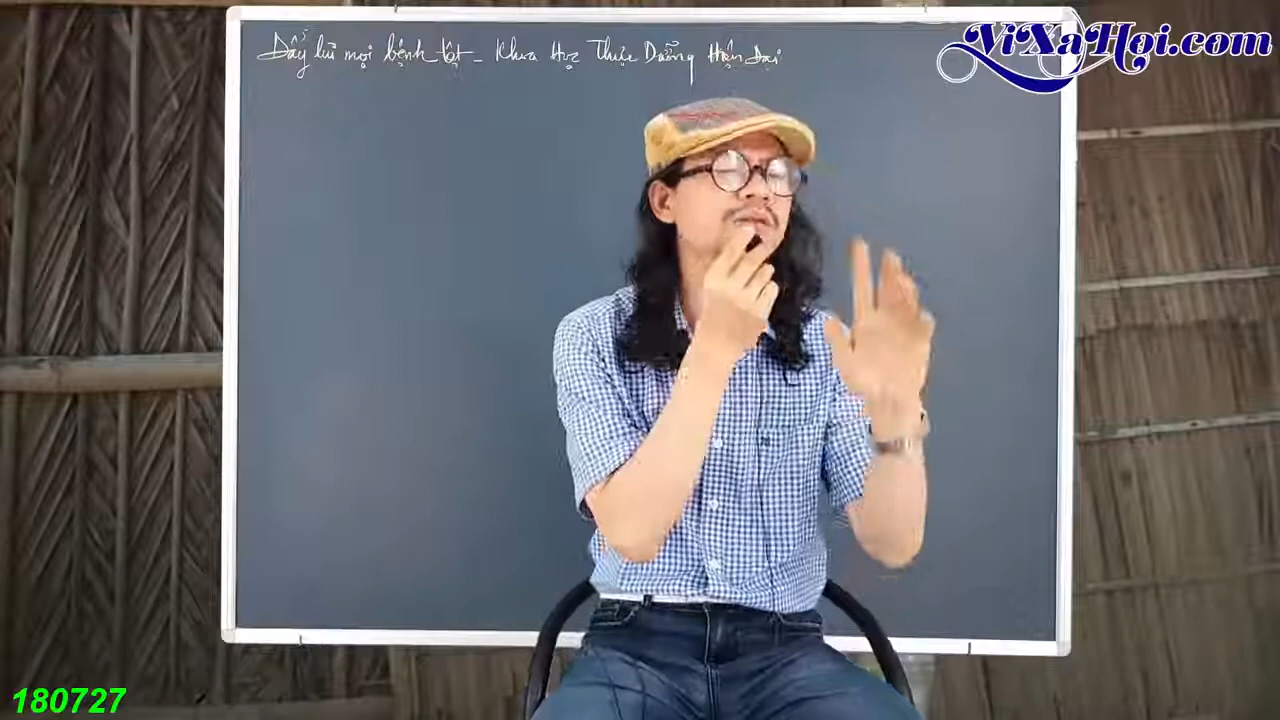 Đẩy lùi mọi bệnh tật - Khoa Học Thực Dưỡng Hiện Đại
ViXaHoi.com
180727